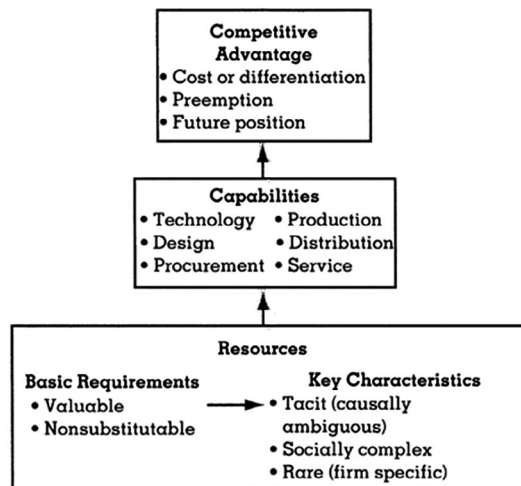 Competitive
Advantage
• Cost or differentiation
• Preemption
• Future position
Capabilities
• Technology • Production
• Design • Distribution
• Procurement • Service
Resources
Basic Requirements
• Valuable
• Nonsubstitutable
Key Characteristics
• Tacit (causally
ambiguous)
• Socially complex
• Rare (firm specific)